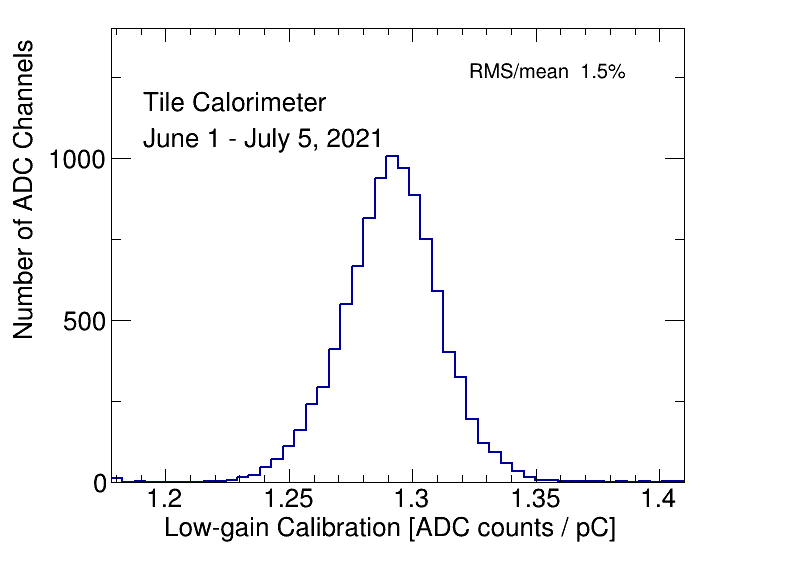 RMS/mean 1.5%
Tile Calorimeter
June 1 - July 5, 2021
Number of ADC Channels
1000
500
0
1.2 1.25 1.3 1.35 1.4
Low-gain Calibration [ADC counts / pC]